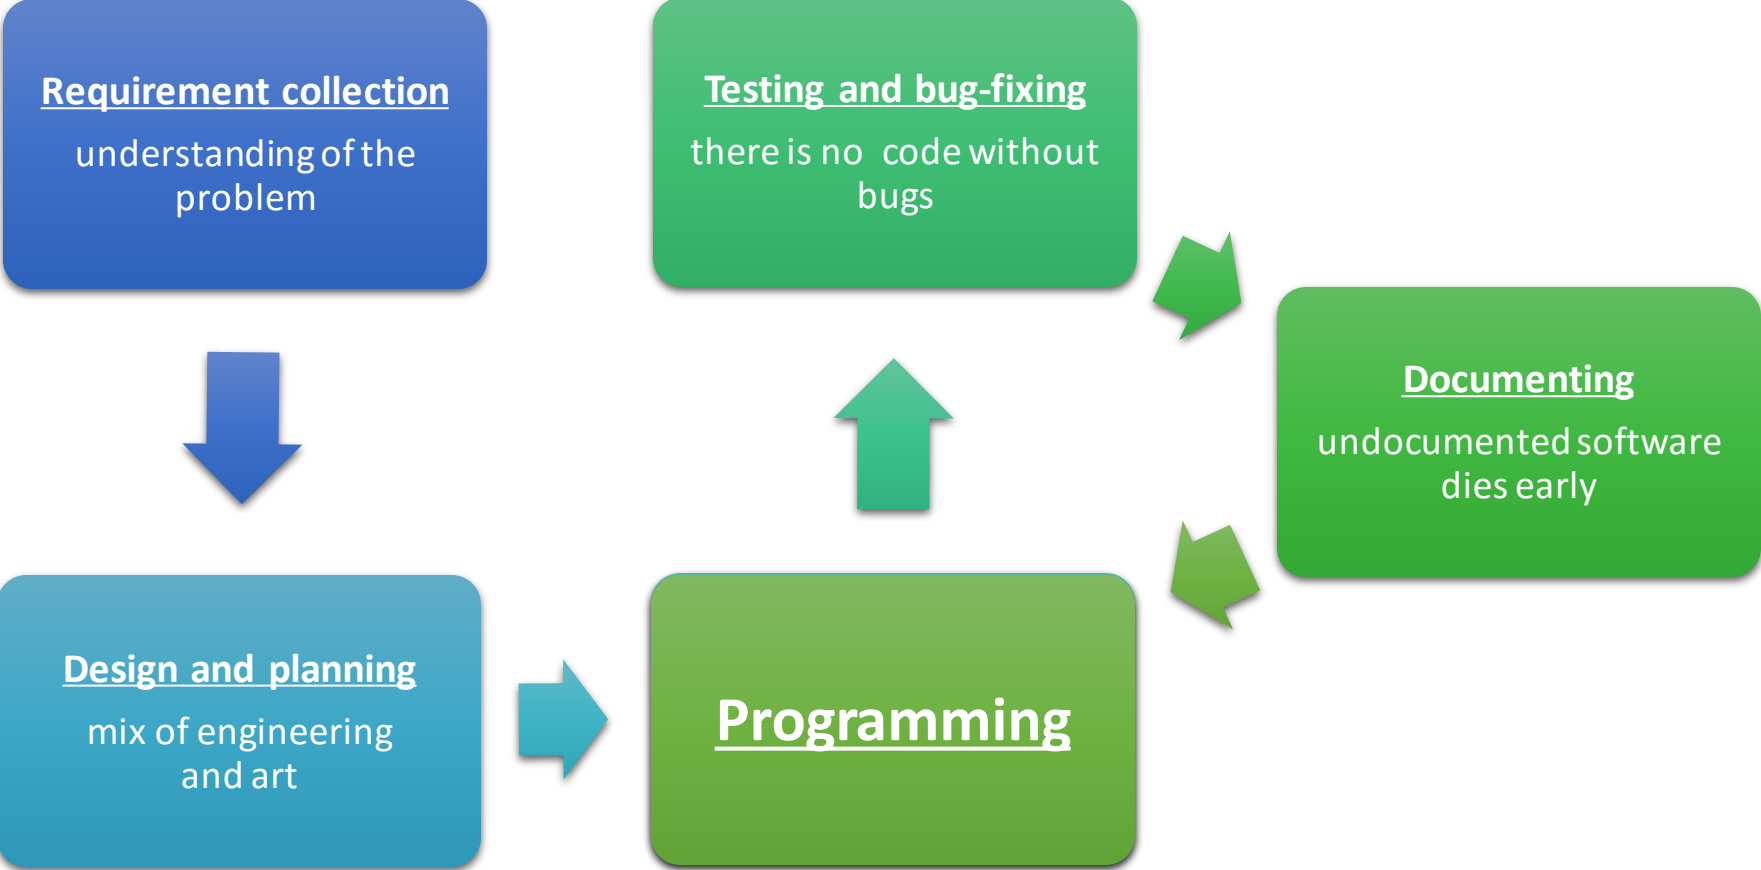 Requirement collection
understanding of the
problem
Testing and bug-fixing
there is no code without
bugs
Documenting
undocumented software
dies early
Design and planning
mix of engineering
and art
Programming